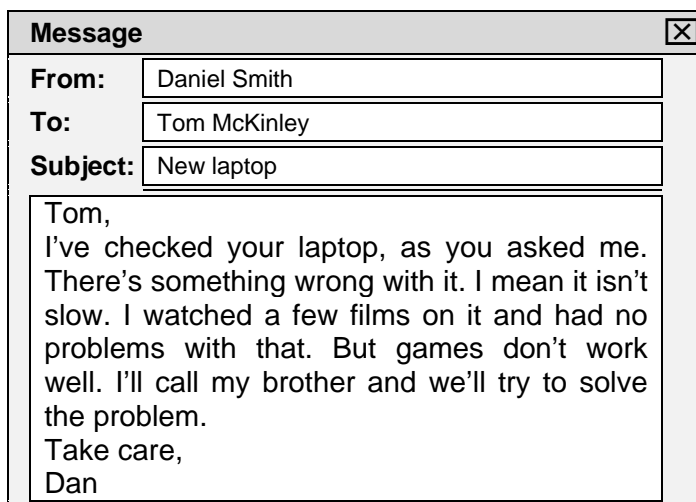 Message
From: Daniel Smith
To: Tom McKinley
Subject: New laptop
Tom,
I've checked your laptop, as you asked me.
There's something wrong with it. I mean it isn't
slow. I watched a few films on it and had no
problems with that. But games don't work
well. I'll call my brother and we'll try to solve
the problem.
Take care,
Dan